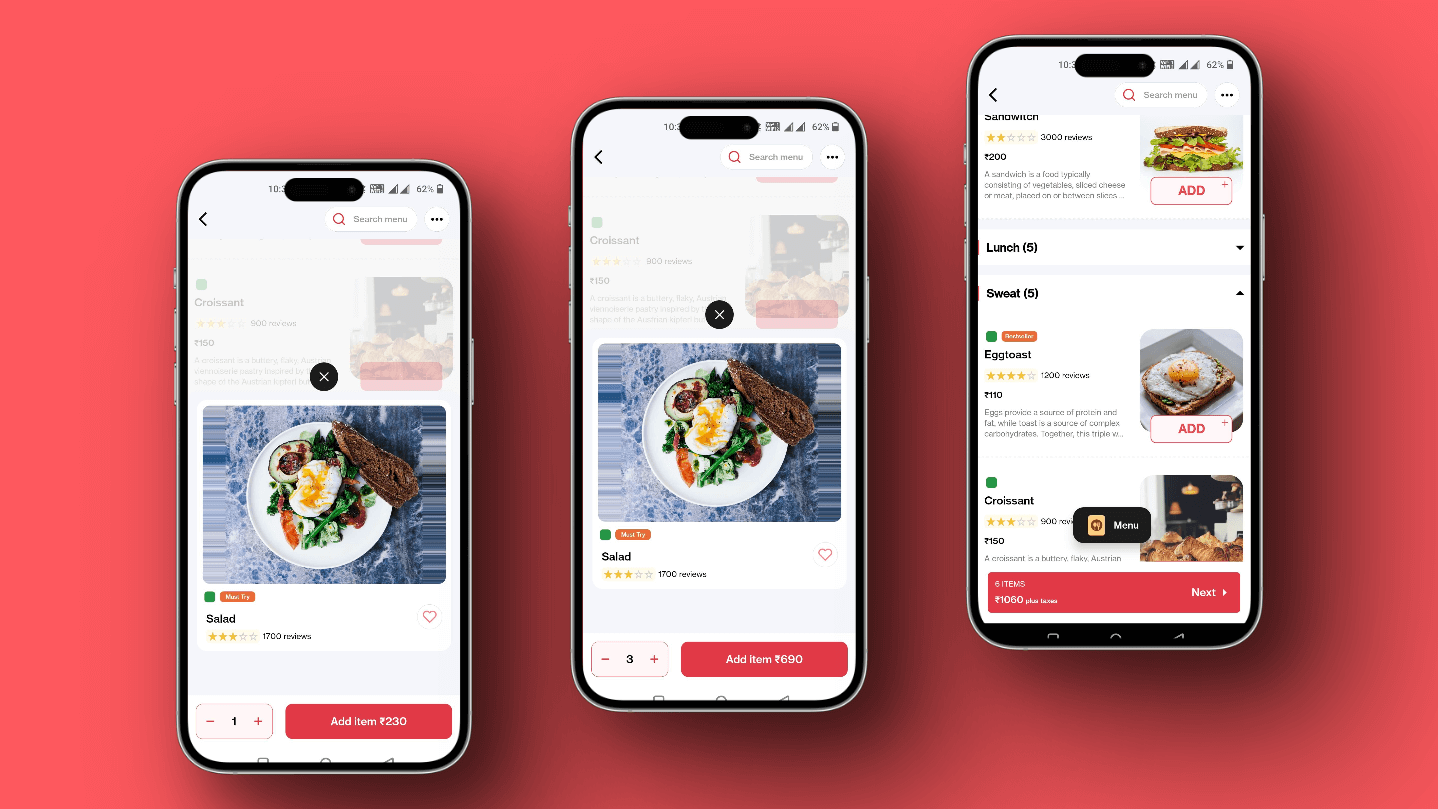 10:3
62%
Search menu
Croissant
900 reviews
₹150
A croissant is a buttery, flaky, Austrian
viennoiserie pastry inspired by
shape of the Austrian kipferl
Must Try
Salad
1700 reviews
1
Add item ₹230
10:3
62%
Search menu
Croissant
900 reviews
₹150
A croissant is a buttery, flaky, Austrian
viennoiserie pastry inspired by the
shape of the Austrian kipferl
Must Try
Salad
1700 reviews
3
Add item ₹690
10:3
62%
Search menu
Sandwitch
3000 reviews
₹200
A sandwich is a food typically
consisting of vegetables, sliced cheese
or meat, placed on or between slices ...
ADD
Lunch (5)
Sweat (5)
Bestseller
Eggtoast
1200 reviews
₹110
Eggs provide a source of protein and
fat, while toast is a source of complex
carbohydrates. Together, this triple w...
ADD
Croissant
900 revi
₹150
A croissant is a buttery, flaky, Austrian
Menu
6 ITEMS
₹1060 plus taxes
Next